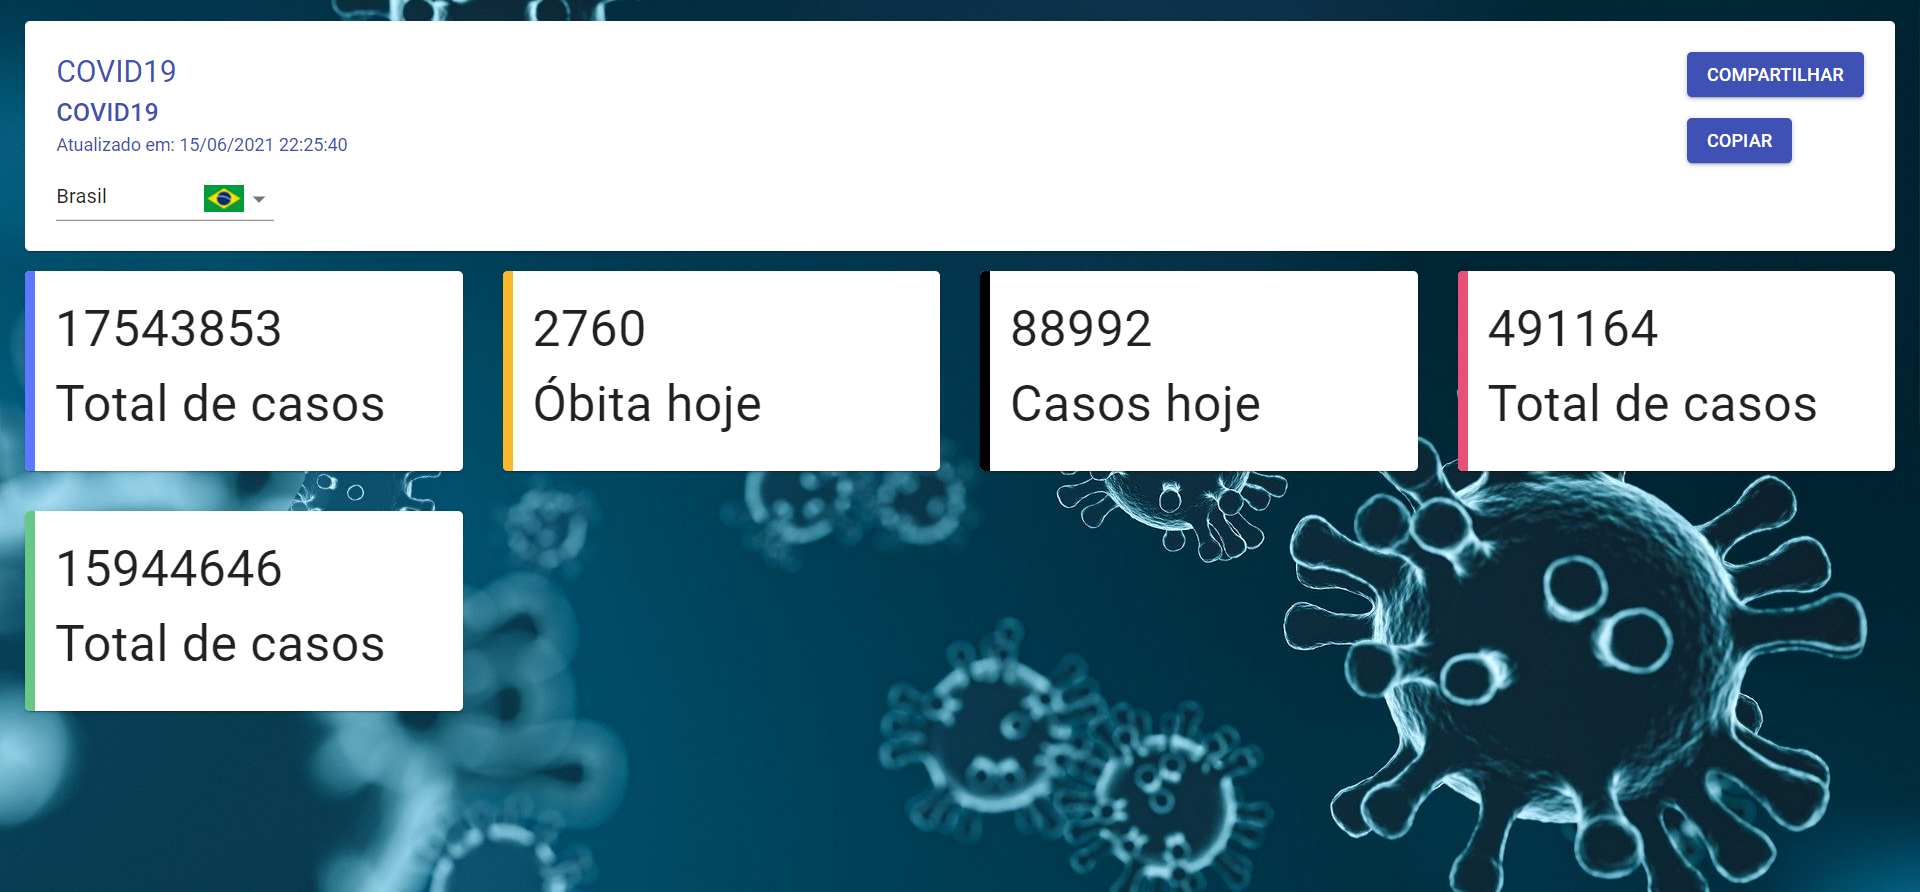 COVID19
COVID19
Atualizado em: 15/06/2021 22:25:40
Brasil
COMPARTILHAR
COPIAR
17543853
Total de casos
2760
Óbita hoje
88992
Casos hoje
491164
Total de casos
15944646
Total de casos